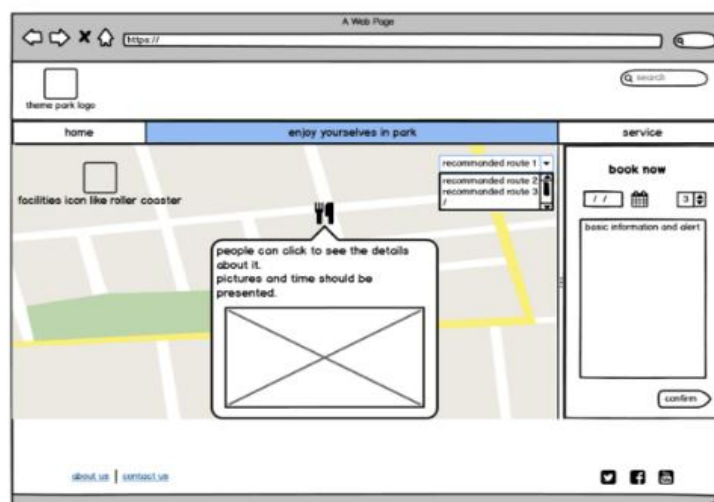 A Web Page
https://
search
theme park logo
home
enjoy yourselves in park
service
recommanded route 1
recommanded route 2
recommanded route 3
/
facilities icon like roller coaster
people can click to see the details
about it.
pictures and time should be
presented.
book now
/ /
3
basic information and alert
confirm
about us
contact us
You